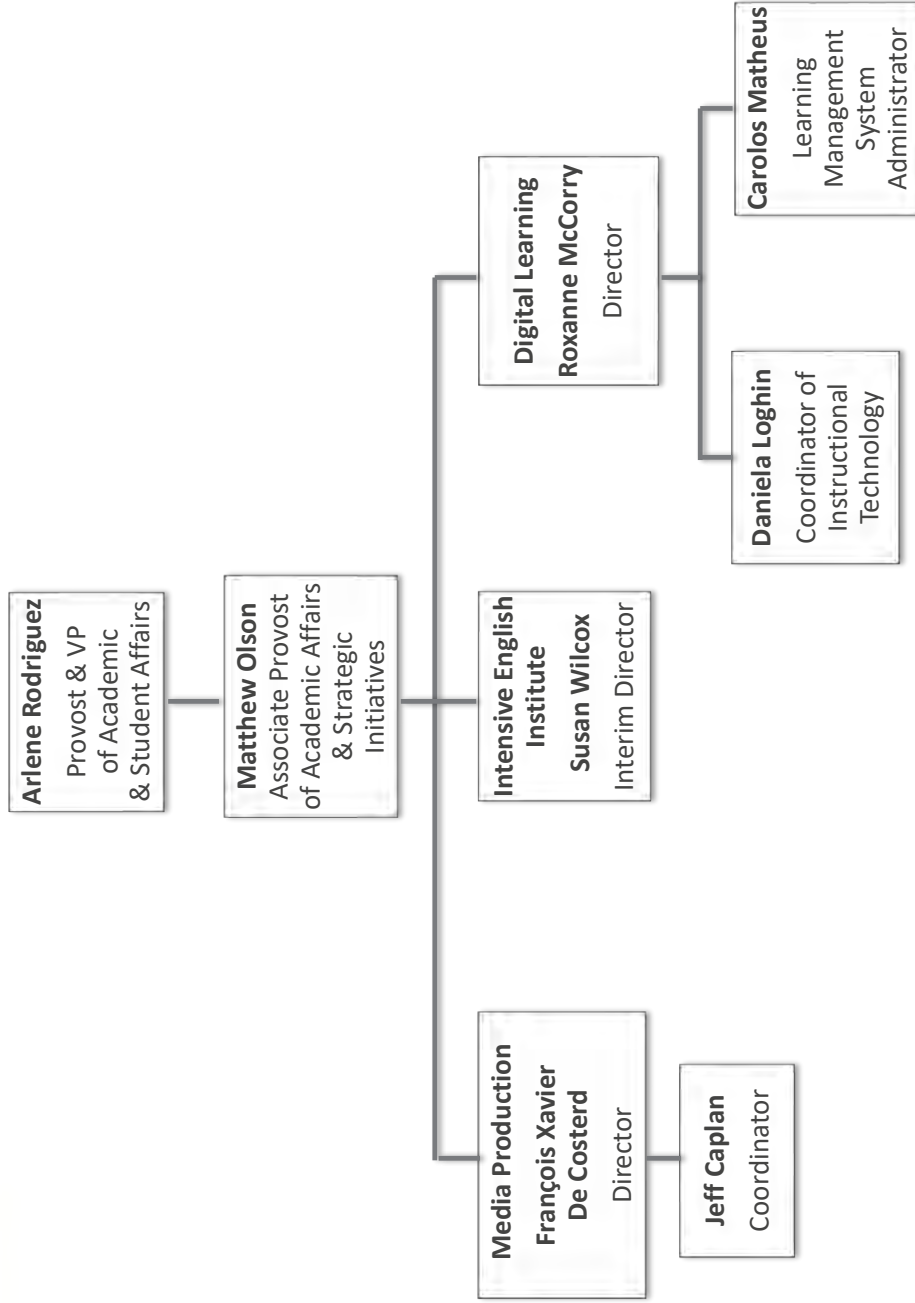 Arlene Rodriguez
Provost & VP
of Academic
& Student Affairs
Matthew Olson
Associate Provost
of Academic Affairs
& Strategic
Initiatives
Media Production
François Xavier
De Costerd
Director
Jeff Caplan
Coordinator
Intensive English
Institute
Susan Wilcox
Interim Director
Digital Learning
Roxanne McCorry
Director
Daniela Loghin
Coordinator of
Instructional
Technology
Carolos Matheus
Learning
Management
System
Administrator